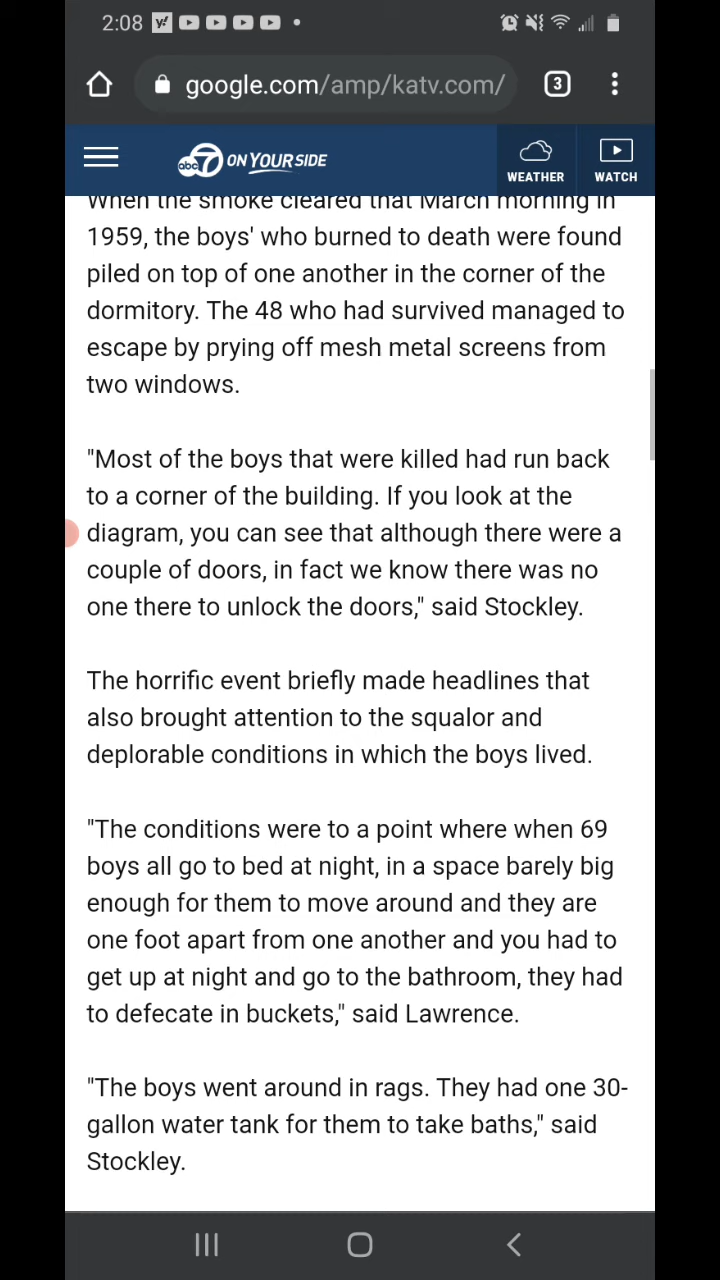 2:08
3
google.com/amp/katv.com/
abc 7 ON YOUR SIDE
WEATHER
WATCH
When the smoke cleared that March morning in
1959, the boys' who burned to death were found
piled on top of one another in the corner of the
dormitory. The 48 who had survived managed to
escape by prying off mesh metal screens from
two windows.
"Most of the boys that were killed had run back
to a corner of the building. If you look at the
diagram, you can see that although there were a
couple of doors, in fact we know there was no
one there to unlock the doors," said Stockley.
The horrific event briefly made headlines that
also brought attention to the squalor and
deplorable conditions in which the boys lived.
"The conditions were to a point where when 69
boys all go to bed at night, in a space barely big
enough for them to move around and they are
one foot apart from one another and you had to
get up at night and go to the bathroom, they had
to defecate in buckets," said Lawrence.
"The boys went around in rags. They had one 30-
gallon water tank for them to take baths," said
Stockley.